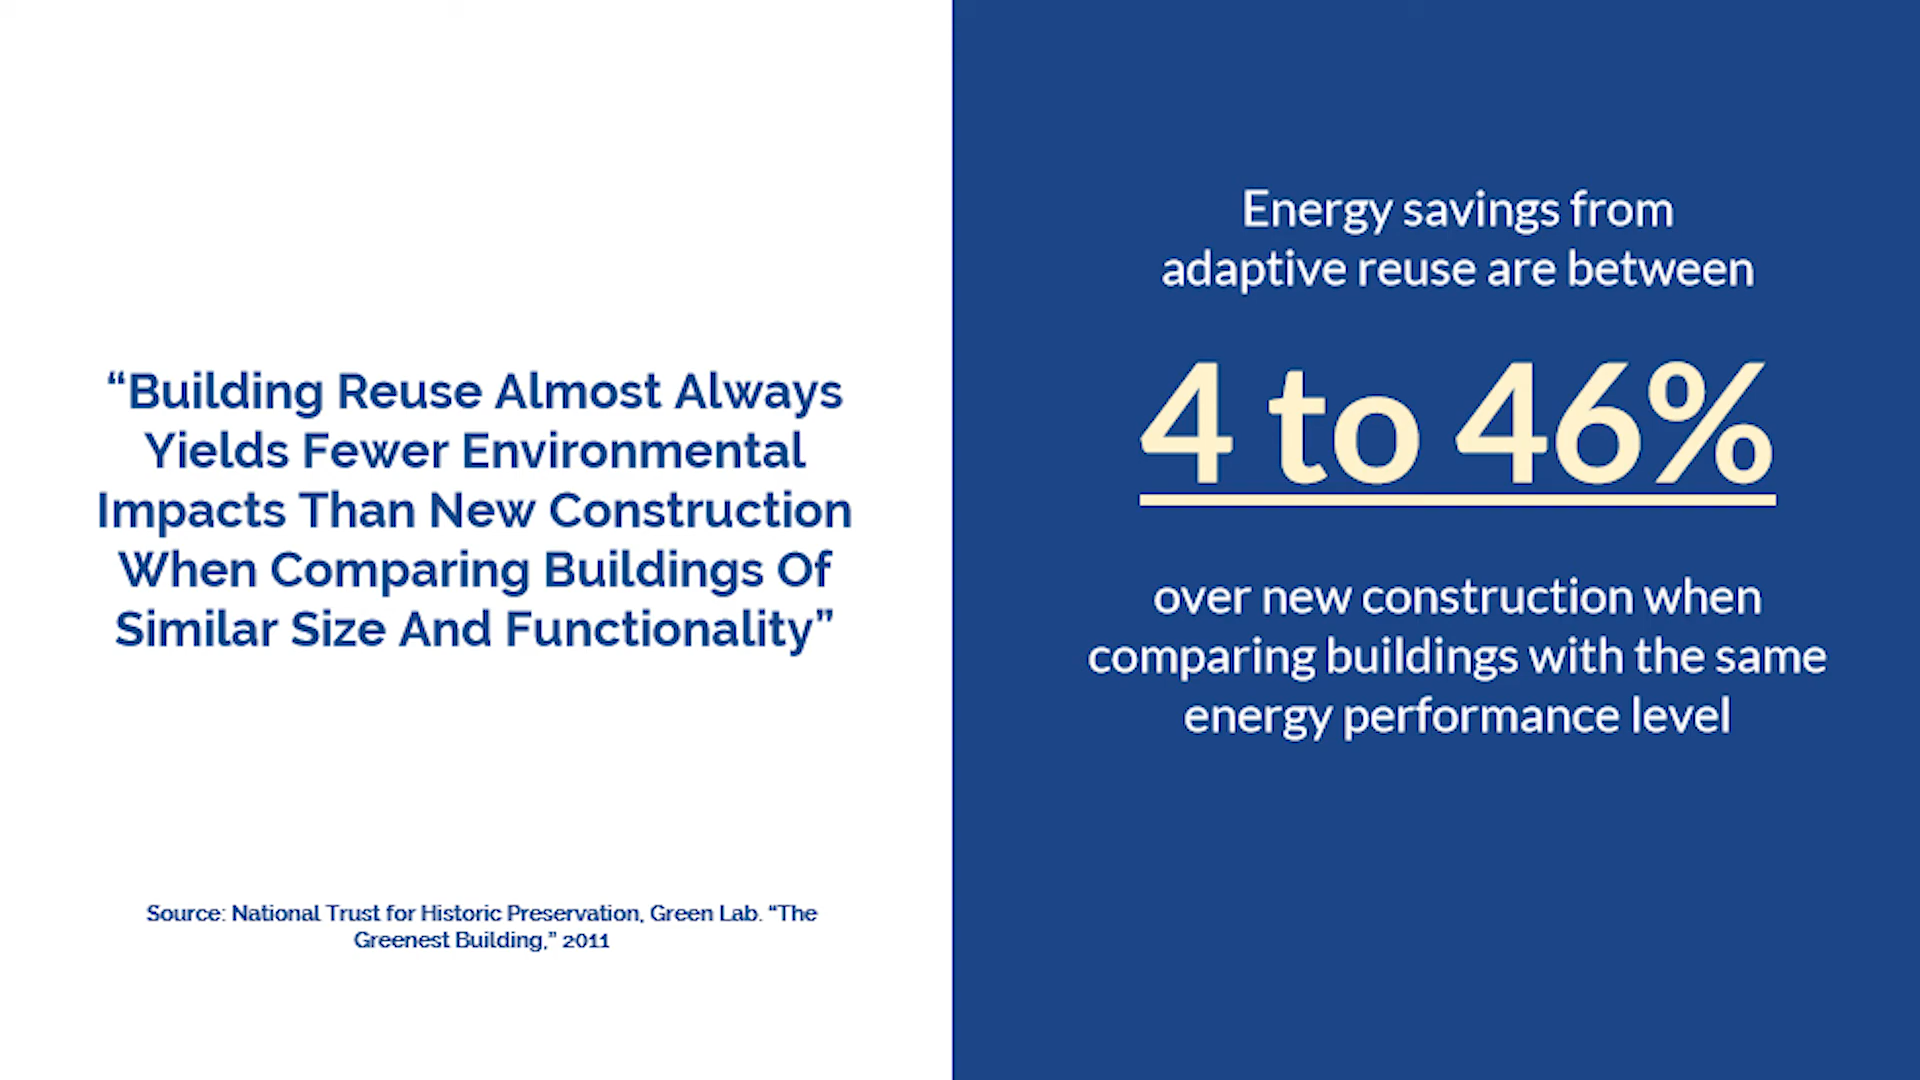 “Building Reuse Almost Always
Yields Fewer Environmental
Impacts Than New Construction
When Comparing Buildings Of
Similar Size And Functionality”
Source: National Trust for Historic Preservation, Green Lab. “The
Greenest Building,” 2011
Energy savings from
adaptive reuse are between
4 to 46%
over new construction when
comparing buildings with the same
energy performance level